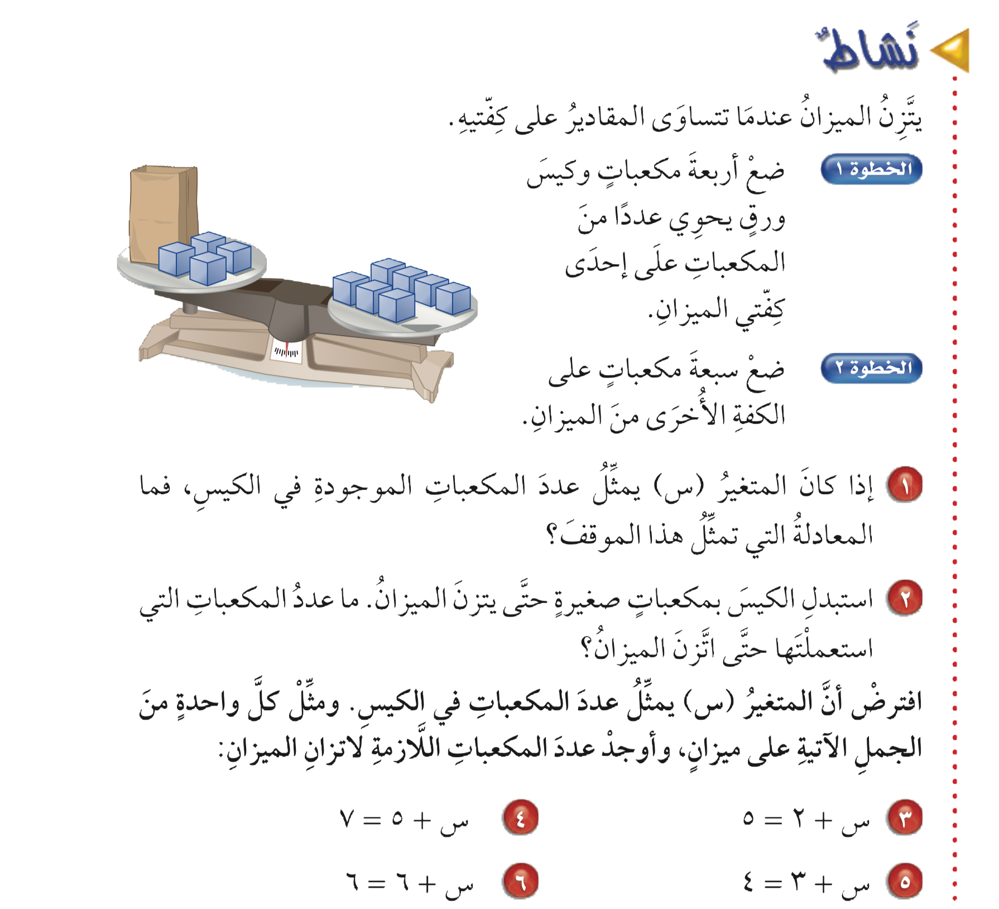 نَشاطٌ
يتَّزِنُ الميزانُ عندمَا تتساوَى المقاديرُ على كِفّتيهِ.
الخطوة ١ ضعْ أربعةَ مكعباتٍ وكيسَ
ورقٍ يحوِي عددًا منَ
المكعباتِ علَى إحدَى
كِفّتي الميزانِ.
الخطوة ٢ ضعْ سبعةَ مكعباتٍ على
الكفةِ الأُخرَى منَ الميزانِ.
١ إذا كانَ المتغيرُ (س) يمثِّلُ عددَ المكعباتِ الموجودةِ في الكيسِ، فما
المعادلةُ التي تمثِّلُ هذا الموقفَ؟
٢ استبدلِ الكيسَ بمكعباتٍ صغيرةٍ حتَّى يتزنَ الميزانُ. ما عددُ المكعباتِ التي
استعملْتَها حتَّى اتَّزنَ الميزانُ؟
افترضْ أنَّ المتغيرُ (س) يمثِّلُ عددَ المكعباتِ في الكيسِ. ومثِّلْ كلَّ واحدةٍ منَ
الجملِ الآتيةِ على ميزانٍ، وأوجدْ عددَ المكعباتِ اللَّازمةِ لاتزانِ الميزانِ:
٣ س + ٢ = ٥ ٤ س + ٥ = ٧
٥ س + ٣ = ٤ ٦ س + ٦ = ٦